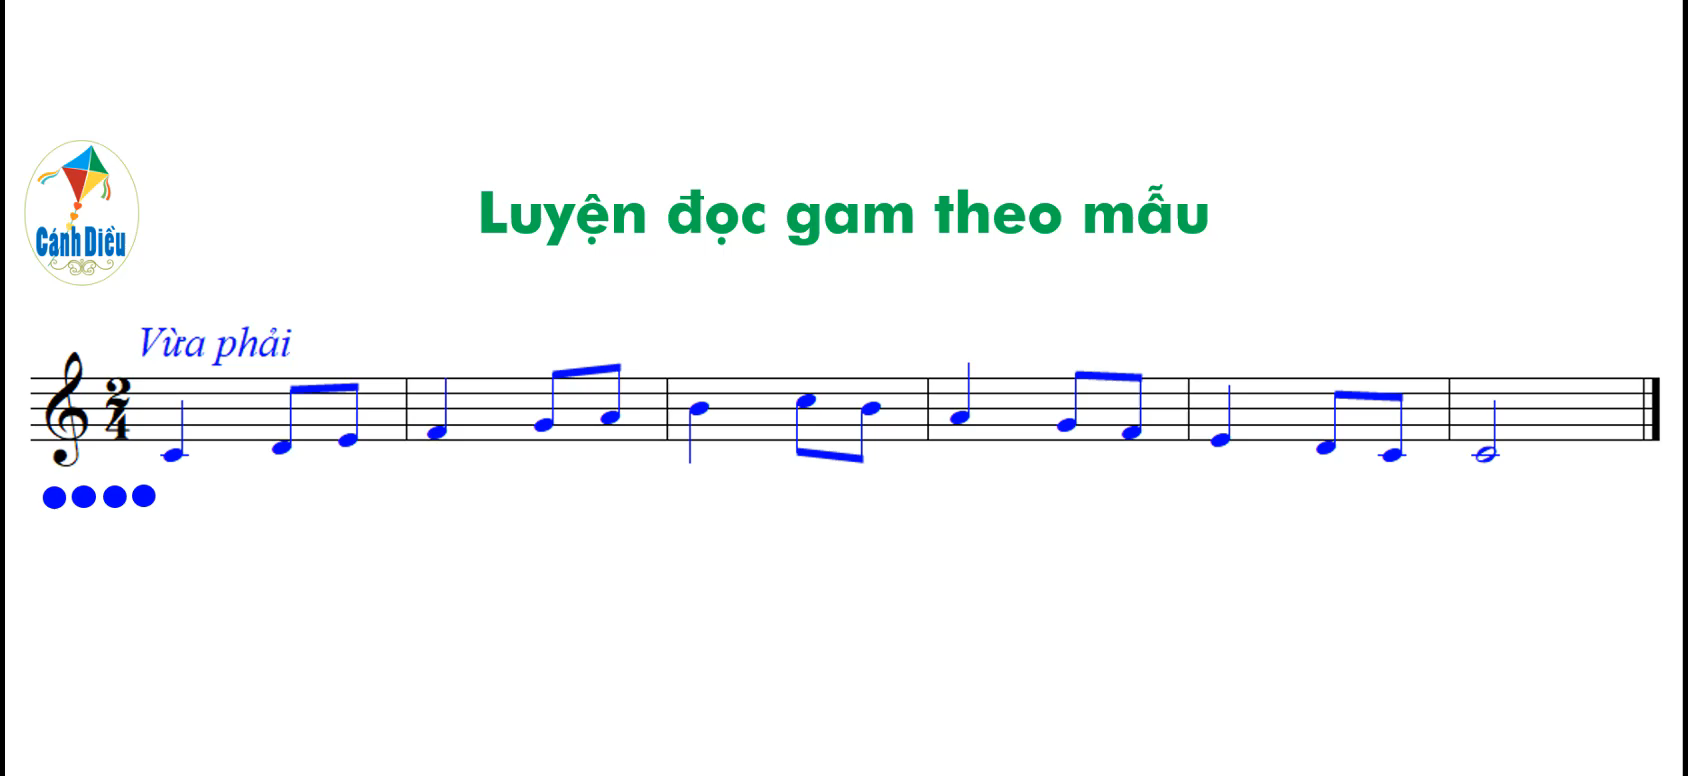 Cánh Diều
Luyện đọc gam theo mẫu
Vừa phải
2
4